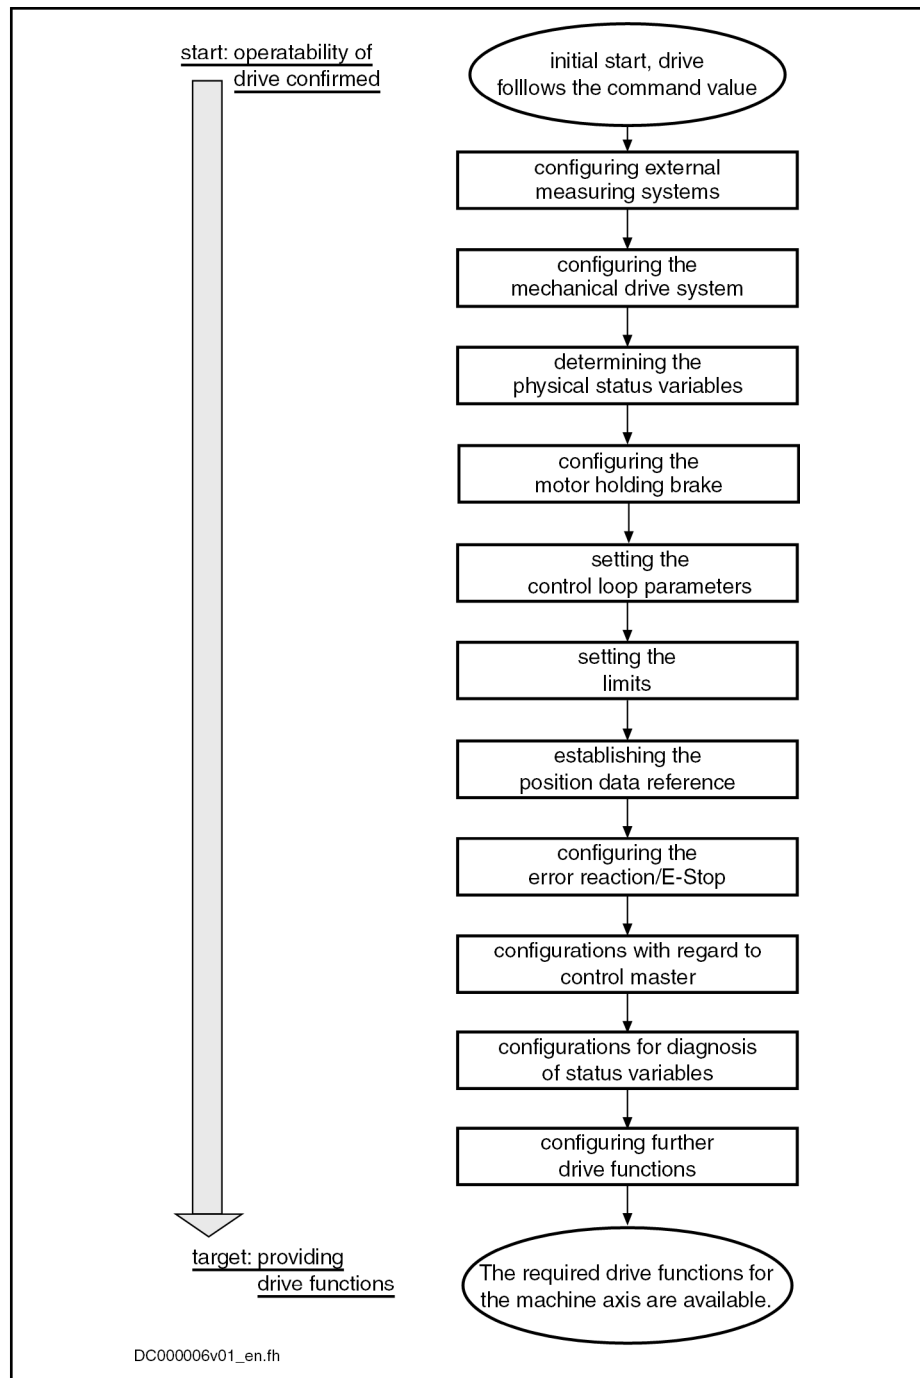 start: operatability of
drive confirmed
initial start, drive
folllows the command value
configuring external
measuring systems
configuring the
mechanical drive system
determining the
physical status variables
configuring the
motor holding brake
setting the
control loop parameters
setting the
limits
establishing the
position data reference
configuring the
error reaction/E-Stop
configurations with regard to
control master
configurations for diagnosis
of status variables
configuring further
drive functions
target: providing
drive functions
The required drive functions for
the machine axis are available.
DC000006v01_en.fh